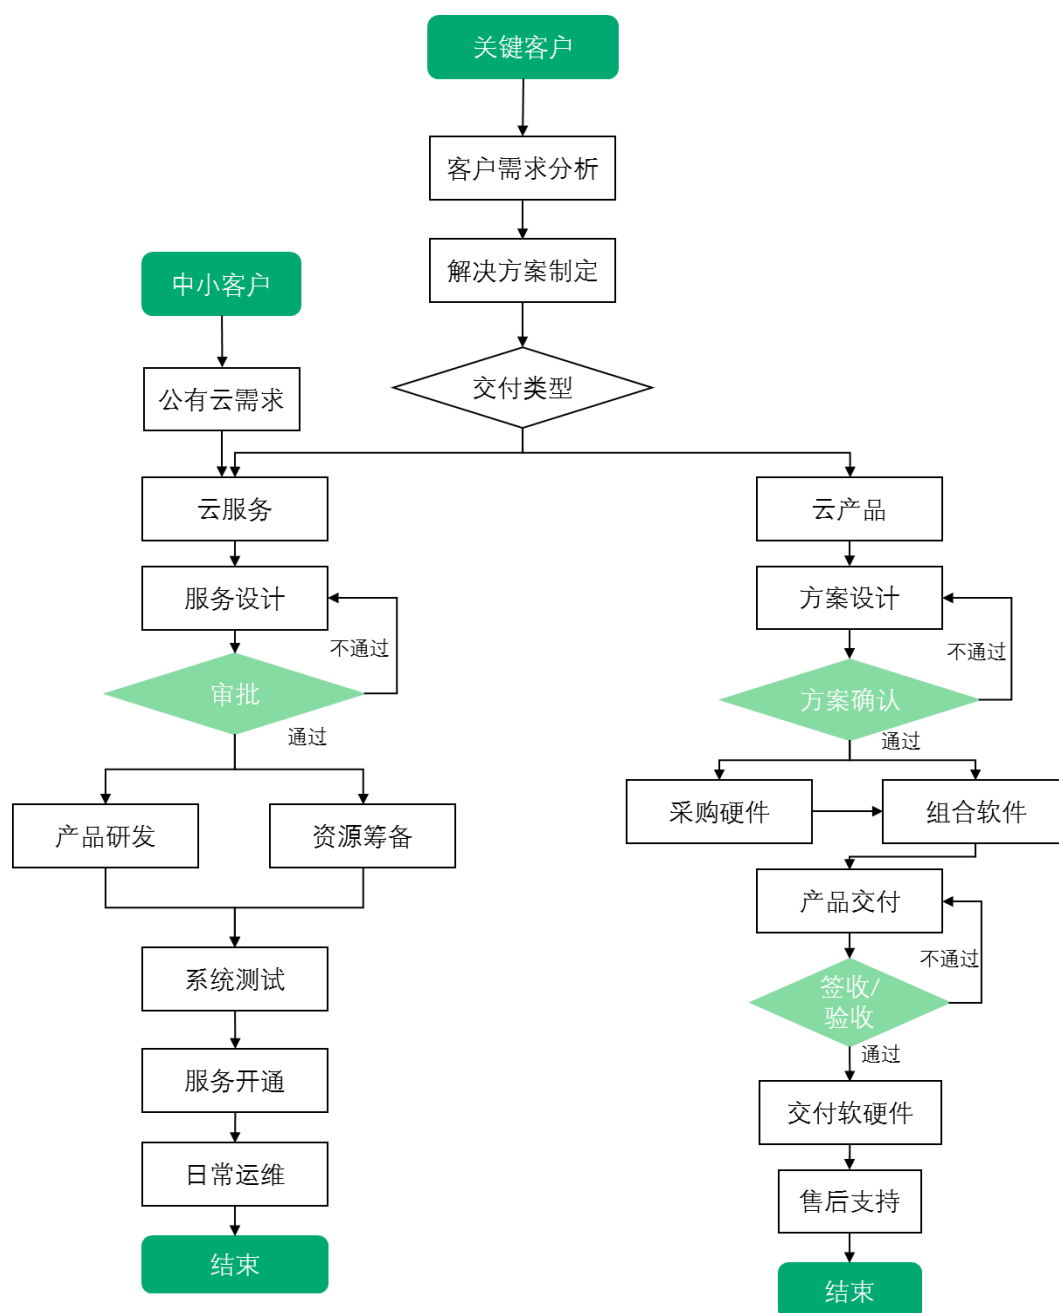 关键客户
客户需求分析
解决方案制定
中小客户
交付类型
公有云需求
云服务
云产品
服务设计
方案设计
不通过
不通过
审批
方案确认
通过
通过
产品研发
资源筹备
采购硬件
组合软件
产品交付
不通过
系统测试
签收/
验收
通过
服务开通
交付软硬件
日常运维
售后支持
结束
结束